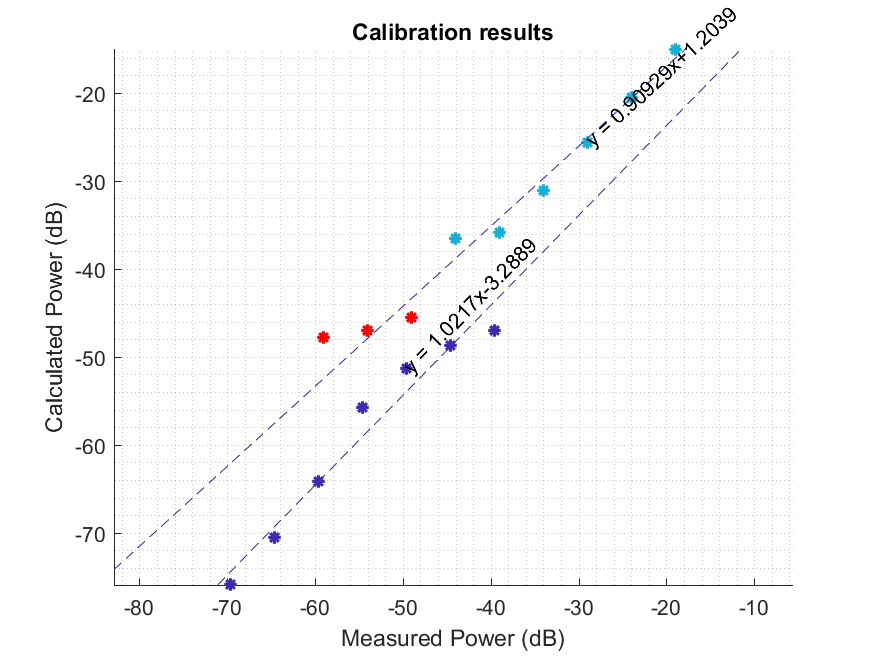 Calibration results
y = 0.90929x+1.2039
y = 1.0217x-3.2889
Calculated Power (dB)
-20
-30
-40
-50
-60
-70
-80
-70
-60
-50
-40
-30
-20
-10
Measured Power (dB)